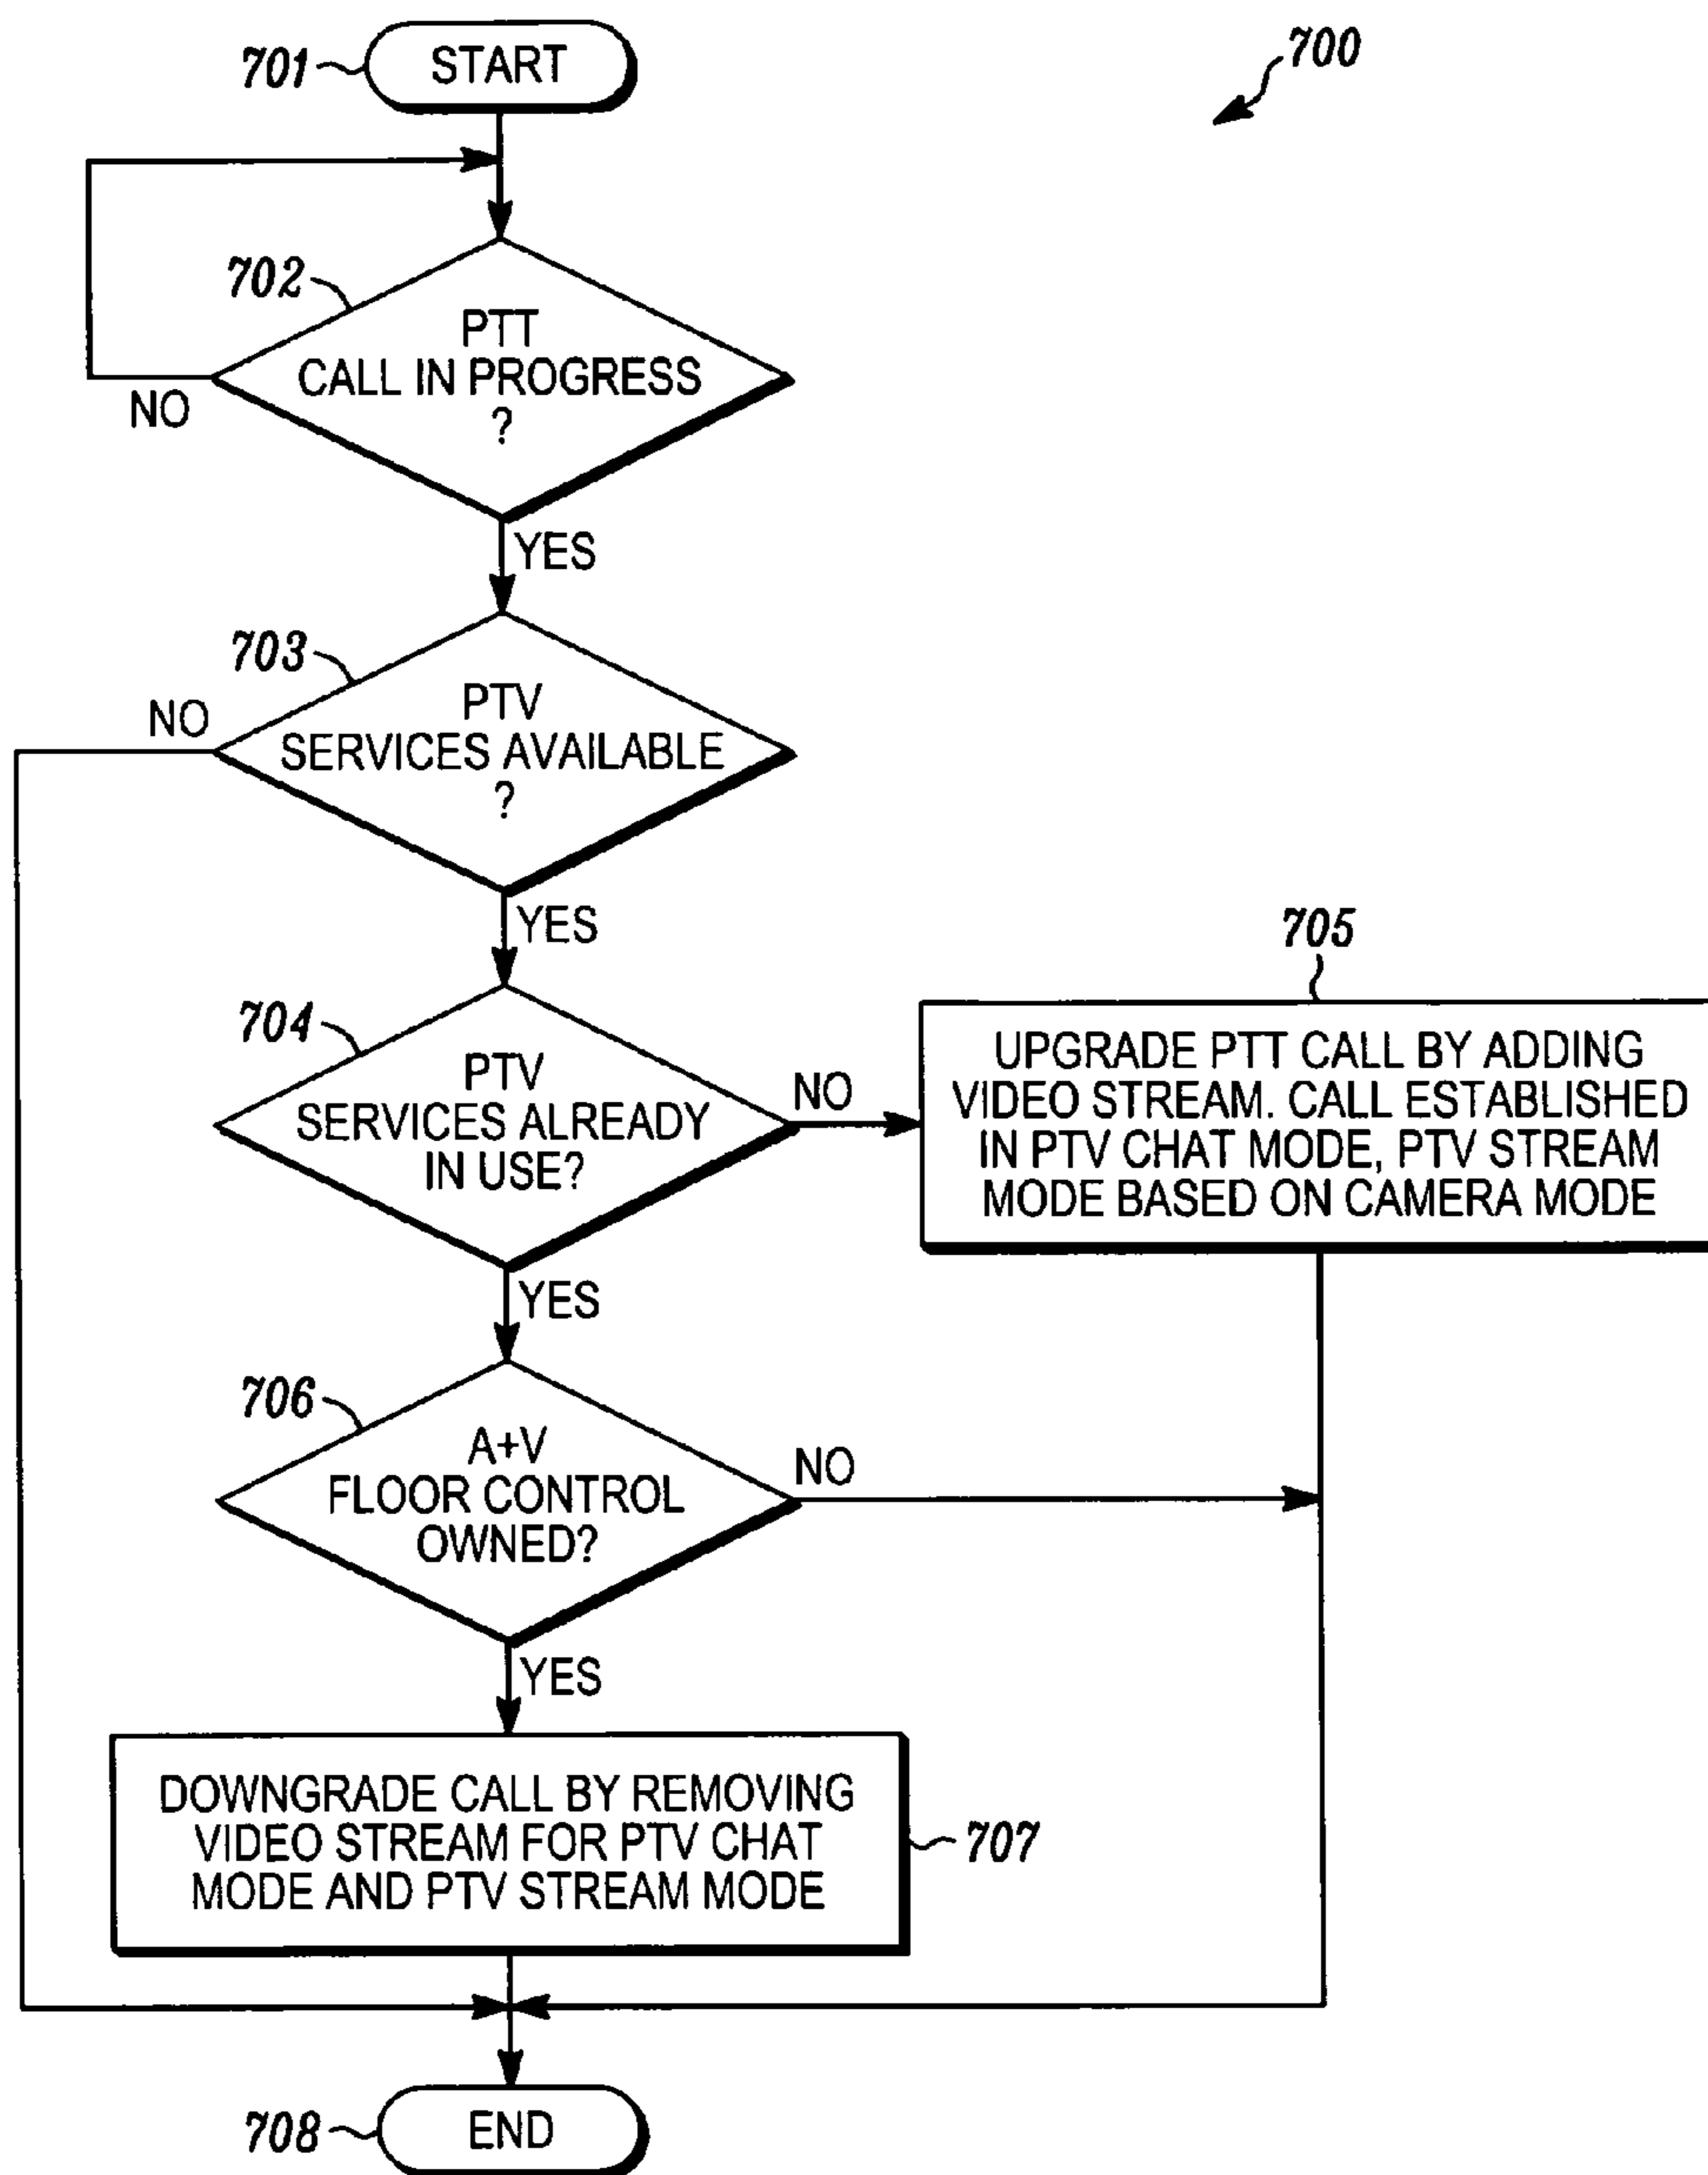 700
701
START
702
PTT
CALL IN PROGRESS
?
NO
YES
703
PTV
SERVICES AVAILABLE
?
NO
YES
704
PTV
SERVICES ALREADY
IN USE?
NO
705
UPGRADE PTT CALL BY ADDING
VIDEO STREAM. CALL ESTABLISHED
IN PTV CHAT MODE, PTV STREAM
MODE BASED ON CAMERA MODE
YES
706
A+V
FLOOR CONTROL
OWNED?
NO
YES
DOWNGRADE CALL BY REMOVING
VIDEO STREAM FOR PTV CHAT
MODE AND PTV STREAM MODE
707
708
END